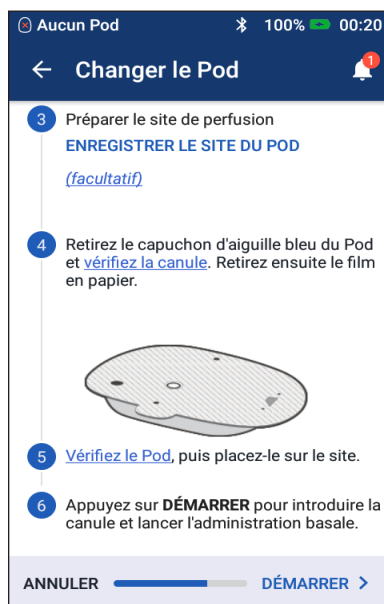 Aucun Pod 100% 00:20
Changer le Pod 1
3 Préparer le site de perfusion
ENREGISTRER LE SITE DU POD
(facultatif)
4 Retirez le capuchon d'aiguille bleu du Pod
et vérifiez la canule. Retirez ensuite le film
en papier.
5 Vérifiez le Pod, puis placez-le sur le site.
6 Appuyez sur DÉMARRER pour introduire la
canule et lancer l'administration basale.
ANNULER DÉMARRER